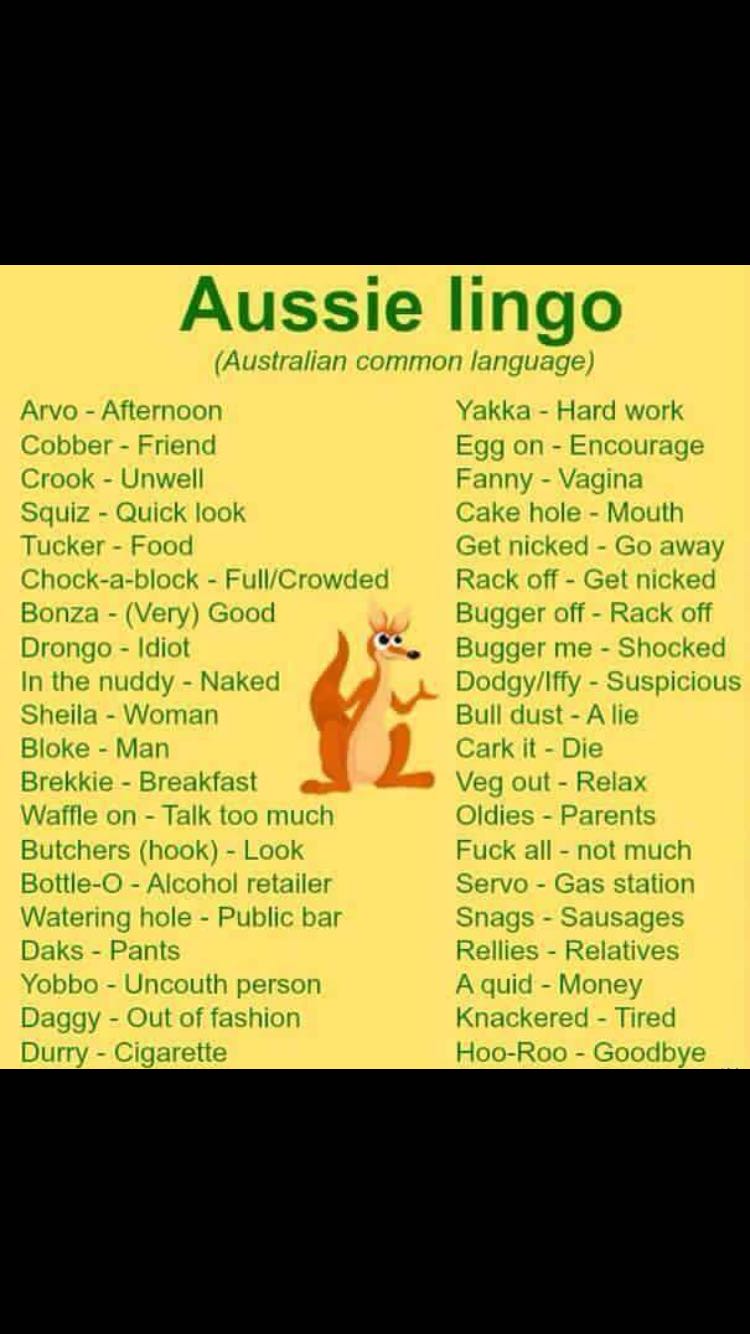 Aussie lingo
(Australian common language)
Arvo - Afternoon
Cobber - Friend
Crook - Unwell
Squiz - Quick look
Tucker - Food
Chock-a-block - Full/Crowded
Bonza - (Very) Good
Drongo - Idiot
In the nuddy - Naked
Sheila - Woman
Bloke - Man
Brekkie - Breakfast
Waffle on - Talk too much
Butchers (hook) - Look
Bottle-O - Alcohol retailer
Watering hole - Public bar
Daks - Pants
Yobbo - Uncouth person
Daggy - Out of fashion
Durry - Cigarette
Yakka - Hard work
Egg on - Encourage
Fanny - Vagina
Cake hole - Mouth
Get nicked - Go away
Rack off - Get nicked
Bugger off - Rack off
Bugger me - Shocked
Dodgy/Iffy - Suspicious
Bull dust - A lie
Cark it - Die
Veg out - Relax
Oldies - Parents
Fuck all - not much
Servo - Gas station
Snags - Sausages
Rellies - Relatives
A quid - Money
Knackered - Tired
Hoo-Roo - Goodbye